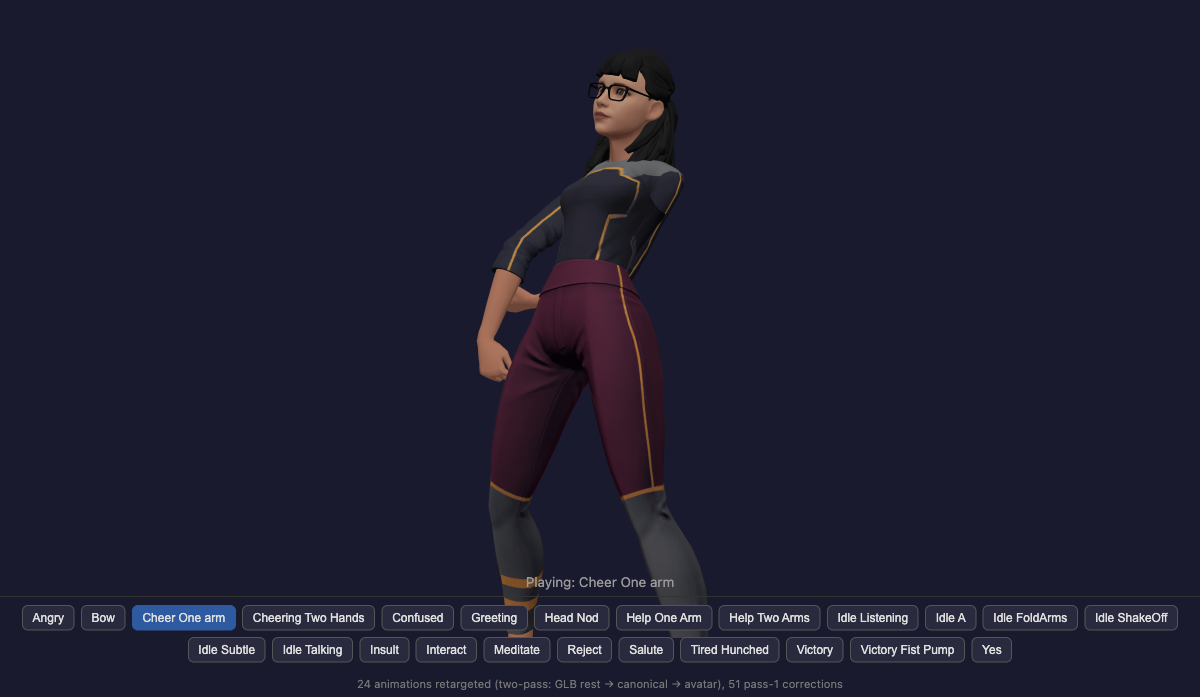 Playing: Cheer One arm
Angry Bow Cheer One arm Cheering Two Hands Confused Greeting Head Nod Help One Arm Help Two Arms Idle Listening Idle A Idle FoldArms Idle ShakeOff
Idle Subtle Idle Talking Insult Interact Meditate Reject Salute Tired Hunched Victory Victory Fist Pump Yes
24 animations retargeted (two-pass: GLB rest → canonical → avatar), 51 pass-1 corrections